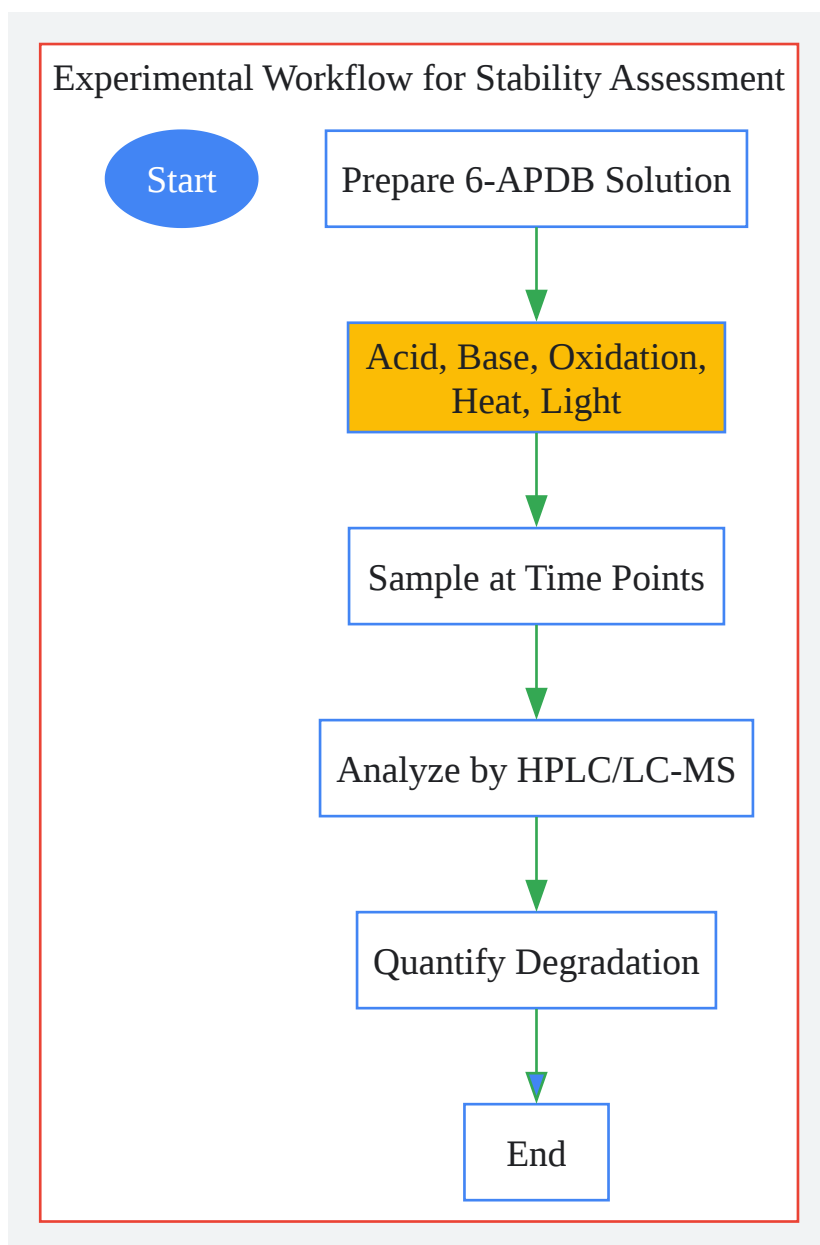 Experimental Workflow for Stability Assessment
Start
Prepare 6-APDB Solution
Acid, Base, Oxidation,
Heat, Light
Sample at Time Points
Analyze by HPLC/LC-MS
Quantify Degradation
End